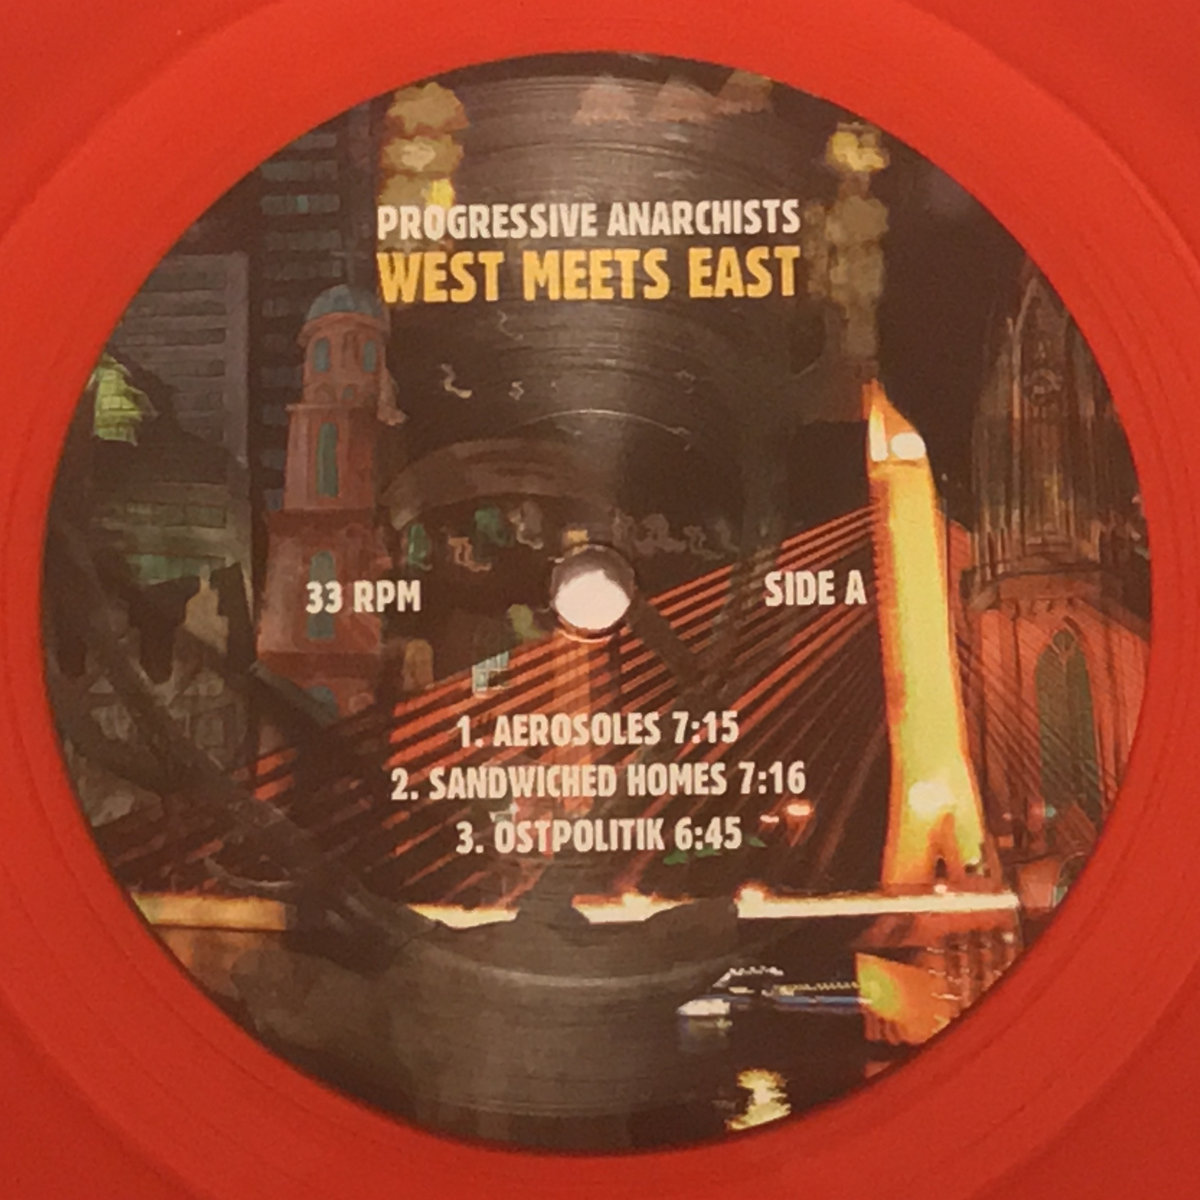 PROGRESSIVE ANARCHISTS
WEST MEETS EAST
33 RPM
SIDE A
1. AEROSOLES 7:15
2. SANDWICHED HOMES 7:16
3. OSTPOLITIK 6:45